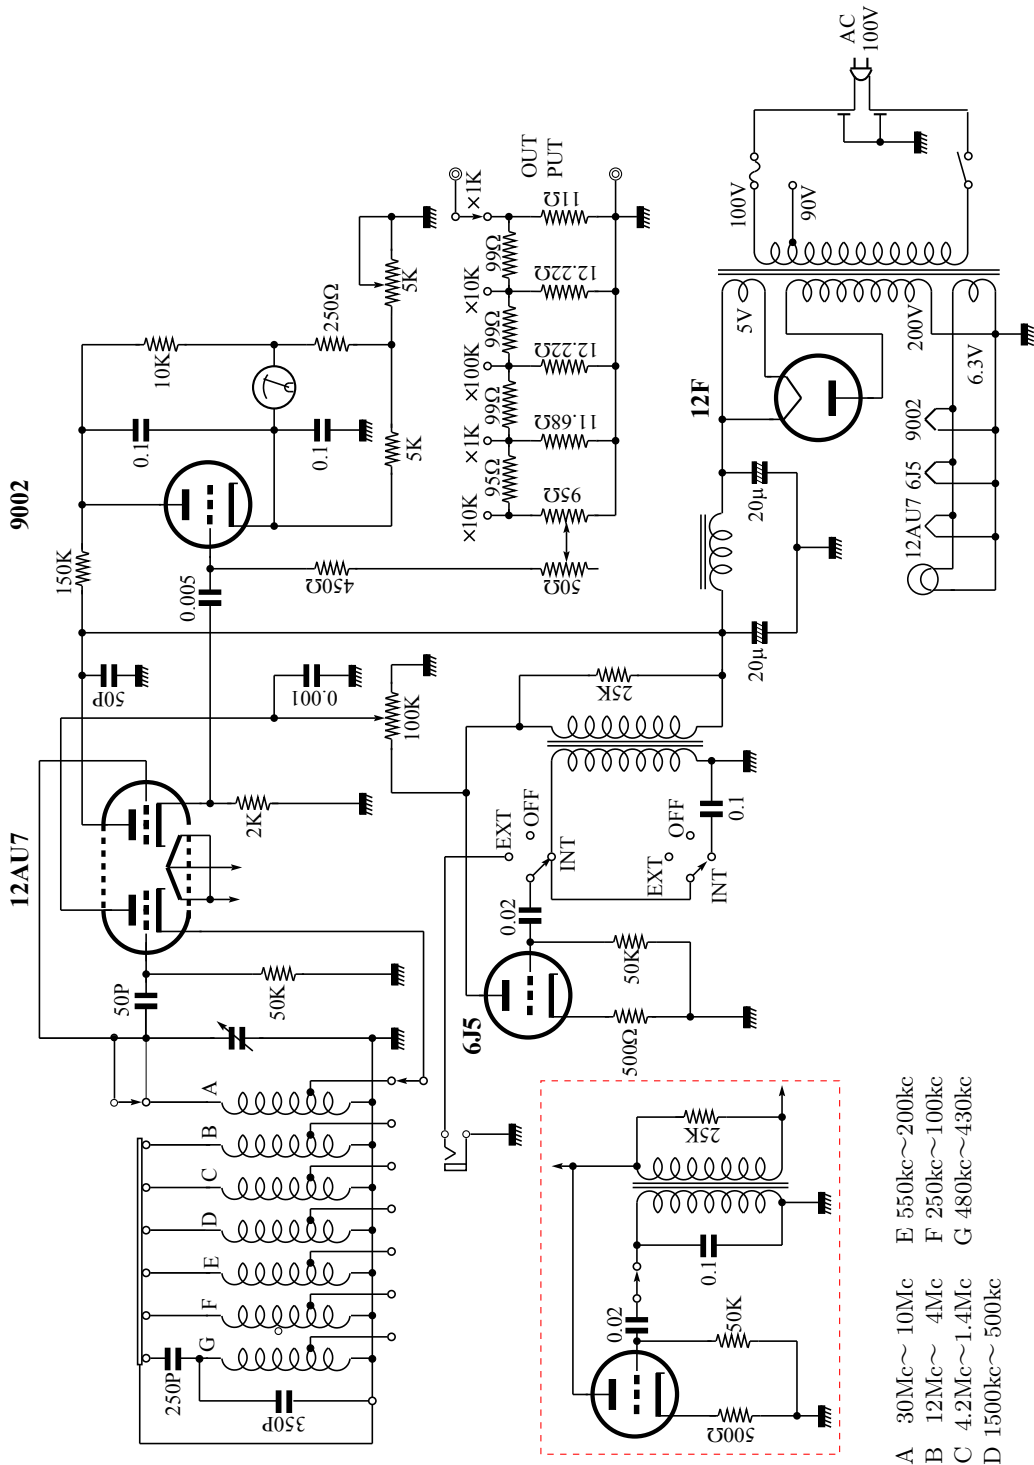 12AU7
9002
150K
50P
50P
50K
2K
0.005
0.001
100K
450Ω
50Ω
0.1
0.1
10K
250Ω
5K
5K
×10K
×1K
×100K
×10K
×1K
95Ω
99Ω
99Ω
99Ω
95Ω
11.68Ω
12.22Ω
12.22Ω
11Ω
OUT
PUT
A
B
C
D
E
F
G
250P
350P
6J5
0.02
50K
500Ω
EXT
OFF
INT
EXT
OFF
INT
0.1
25K
20µ
20µ
12F
5V
200V
6.3V
12AU7
6J5
9002
100V
90V
AC
100V
0.02
50K
500Ω
0.1
25K
A 30Mc～ 10Mc
B 12Mc～ 4Mc
C 4.2Mc～1.4Mc
D 1500kc～ 500kc
E 550kc～200kc
F 250kc～100kc
G 480kc～430kc